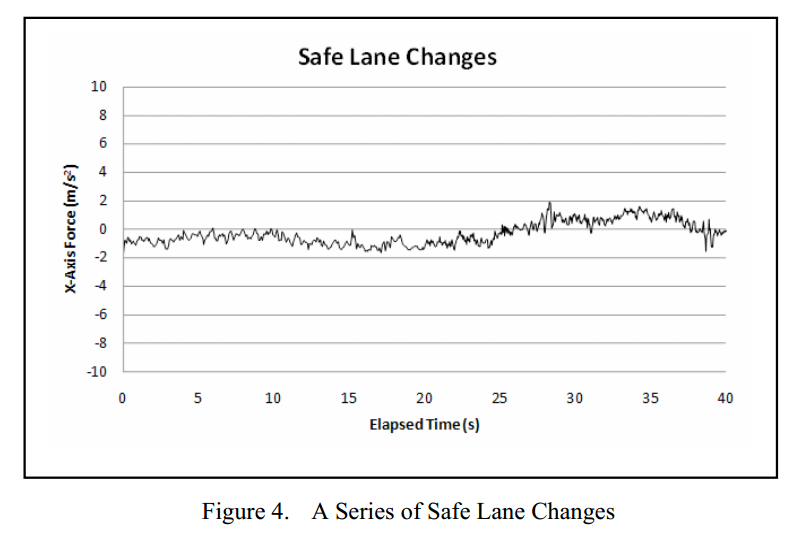 Safe Lane Changes
X-Axis Force (m/s²)
10
8
6
4
2
0
-2
-4
-6
-8
-10
0 5 10 15 20 25 30 35 40
Elapsed Time (s)
Figure 4. A Series of Safe Lane Changes